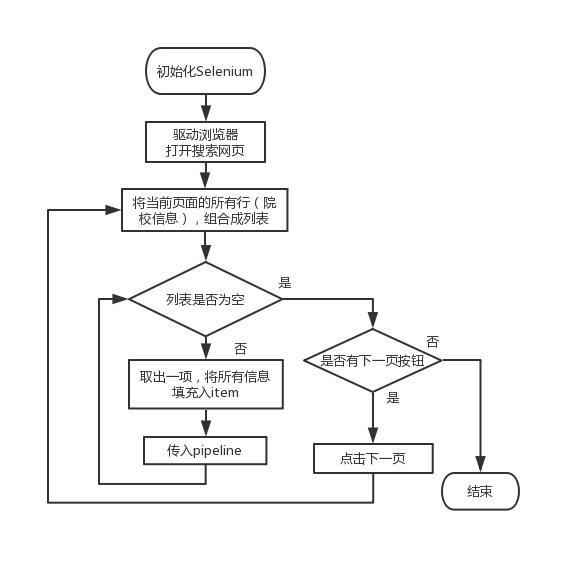 初始化Selenium
驱动浏览器
打开搜索网页
将当前页面的所有行（院
校信息），组合成列表
是
列表是否为空
否
是否有下一页按钮
否
取出一项，将所有信息
填充入item
是
传入pipeline
点击下一页
结束